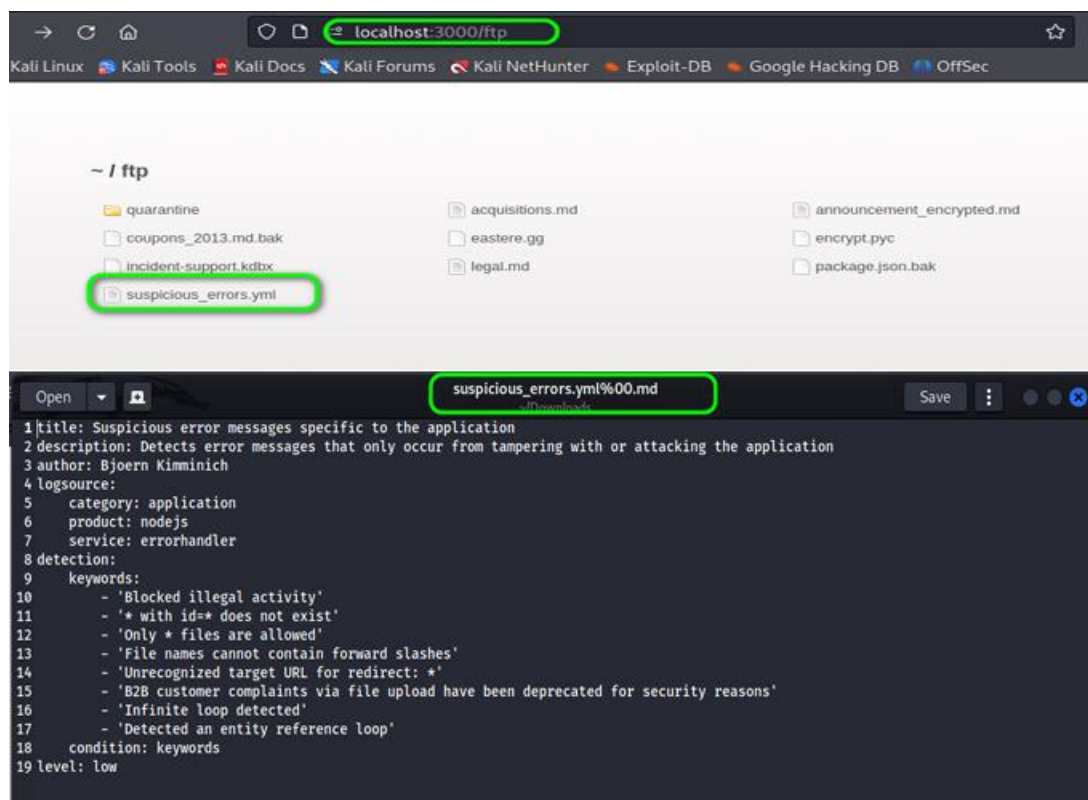 localhost:3000/ftp
Kali Linux Kali Tools Kali Docs Kali Forums Kali NetHunter Exploit-DB Google Hacking DB OffSec
~ / ftp
quarantine acquisitions.md announcement_encrypted.md
coupons_2013.md.bak eastere.gg encrypt.pyc
incident-support.kdbx legal.md package.json.bak
suspicious_errors.yml
Open suspicious_errors.yml%00.md Save
~/Downloads
1 title: Suspicious error messages specific to the application
2 description: Detects error messages that only occur from tampering with or attacking the application
3 author: Bjoern Kimminich
4 logsource:
5     category: application
6     product: nodejs
7     service: errorhandler
8 detection:
9     keywords:
10         - 'Blocked illegal activity'
11         - '* with id=* does not exist'
12         - 'Only * files are allowed'
13         - 'File names cannot contain forward slashes'
14         - 'Unrecognized target URL for redirect: *'
15         - 'B2B customer complaints via file upload have been deprecated for security reasons'
16         - 'Infinite loop detected'
17         - 'Detected an entity reference loop'
18     condition: keywords
19 level: low